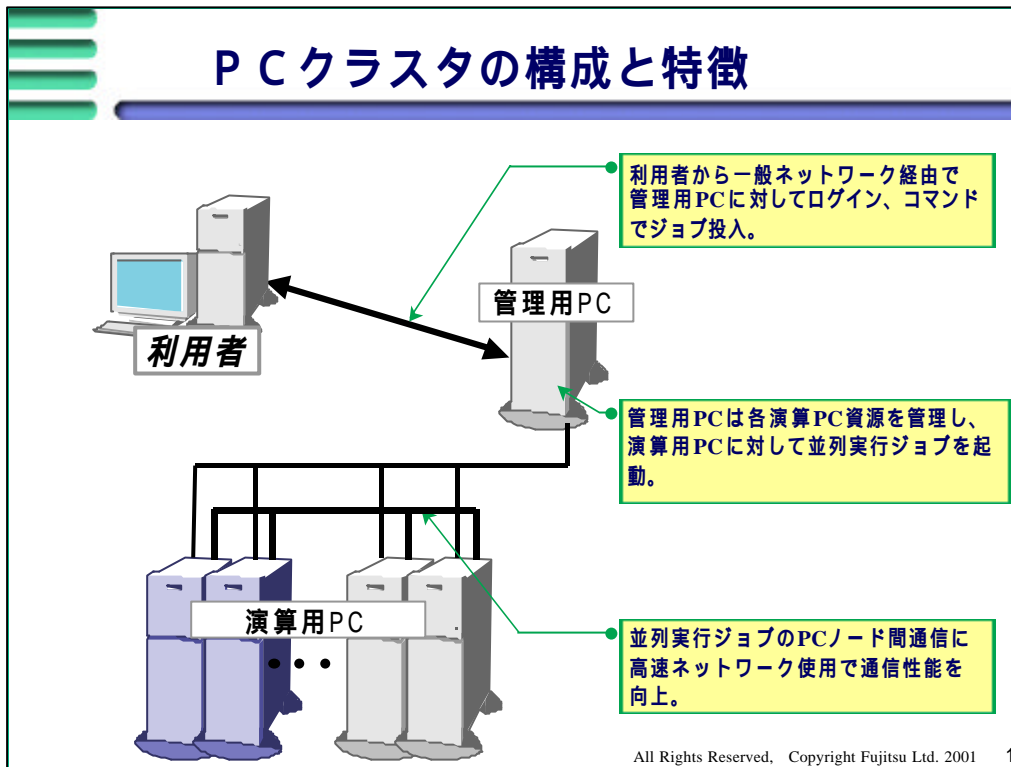 ＰＣクラスタの構成と特徴
利用者から一般ネットワーク経由で
管理用PCに対してログイン、コマンド
でジョブ投入。
管理用PC
利用者
管理用PCは各演算PC資源を管理し、
演算用PCに対して並列実行ジョブを起
動。
演算用PC
・・・
並列実行ジョブのPCノード間通信に
高速ネットワーク使用で通信性能を
向上。
All Rights Reserved, Copyright Fujitsu Ltd. 2001